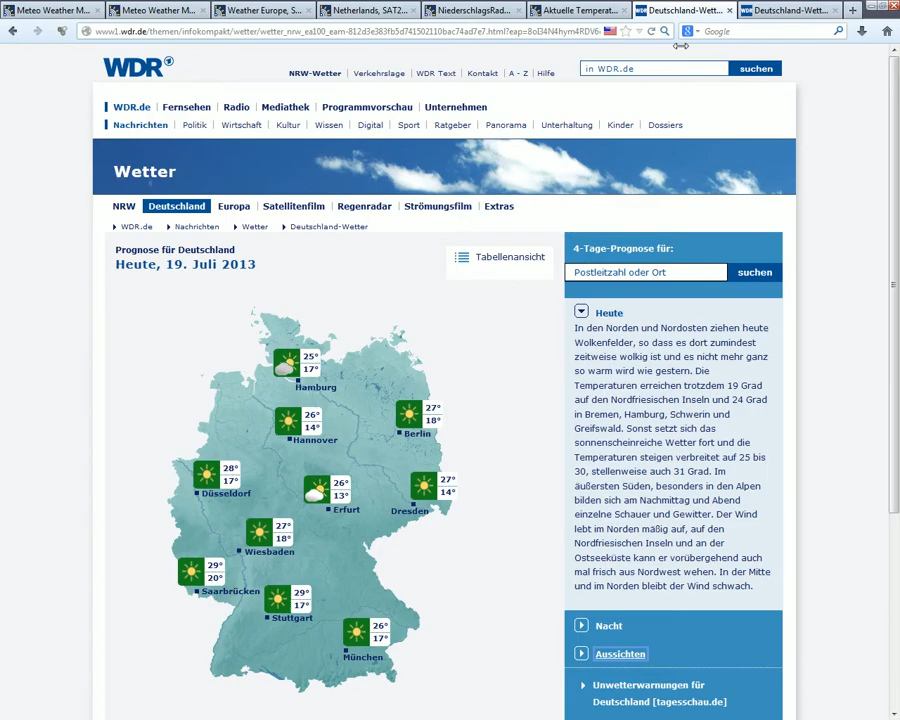 Meteo Weather M...
Meteo Weather M...
Weather Europe, S...
Netherlands, SAT2...
NiederschlagsRad...
Aktuelle Temperat...
Deutschland-Wett...
Deutschland-Wett...
www1.wdr.de/themen/infokompakt/wetter/wetter_nrw_ea100_earn-812d3e383fb5d741502110bac74ad7e7.html?eap=8oI34N4hym4RDV6
Google
WDR
NRW-Wetter
Verkehrslage
WDR Text
Kontakt
A - Z
Hilfe
in WDR.de
suchen
WDR.de
Fernsehen
Radio
Mediathek
Programmvorschau
Unternehmen
Nachrichten
Politik
Wirtschaft
Kultur
Wissen
Digital
Sport
Ratgeber
Panorama
Unterhaltung
Kinder
Dossiers
Wetter
NRW
Deutschland
Europa
Satellitenfilm
Regenradar
Strömungsfilm
Extras
WDR.de
Nachrichten
Wetter
Deutschland-Wetter
Prognose für Deutschland
Heute, 19. Juli 2013
Tabellenansicht
25°
17°
Hamburg
26°
14°
Hannover
27°
18°
Berlin
28°
17°
Düsseldorf
26°
13°
Erfurt
27°
14°
Dresden
27°
18°
Wiesbaden
29°
20°
Saarbrücken
29°
17°
Stuttgart
26°
17°
München
4-Tage-Prognose für:
Postleitzahl oder Ort
suchen
Heute
In den Norden und Nordosten ziehen heute
Wolkenfelder, so dass es dort zumindest
zeitweise wolkig ist und es nicht mehr ganz
so warm wird wie gestern. Die
Temperaturen erreichen trotzdem 19 Grad
auf den Nordfriesischen Inseln und 24 Grad
in Bremen, Hamburg, Schwerin und
Greifswald. Sonst setzt sich das
sonnenscheinreiche Wetter fort und die
Temperaturen steigen verbreitet auf 25 bis
30, stellenweise auch 31 Grad. Im
äußersten Süden, besonders in den Alpen
bilden sich am Nachmittag und Abend
einzelne Schauer und Gewitter. Der Wind
lebt im Norden mäßig auf, auf den
Nordfriesischen Inseln und an der
Ostseeküste kann er vorübergehend auch
mal frisch aus Nordwest wehen. In der Mitte
und im Norden bleibt der Wind schwach.
Nacht
Aussichten
Unwetterwarnungen für
Deutschland [tagesschau.de]